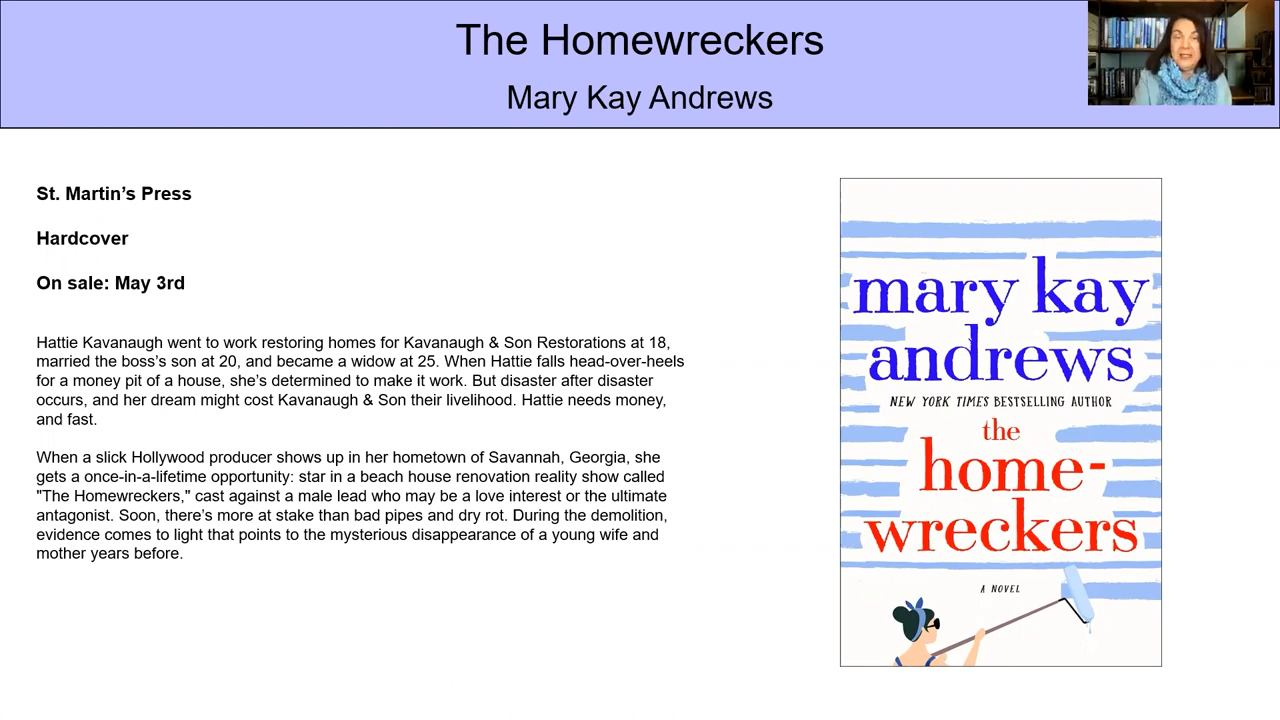 The Homewreckers
Mary Kay Andrews
St. Martin’s Press
Hardcover
On sale: May 3rd
Hattie Kavanaugh went to work restoring homes for Kavanaugh & Son Restorations at 18,
married the boss’s son at 20, and became a widow at 25. When Hattie falls head-over-heels
for a money pit of a house, she’s determined to make it work. But disaster after disaster
occurs, and her dream might cost Kavanaugh & Son their livelihood. Hattie needs money,
and fast.
When a slick Hollywood producer shows up in her hometown of Savannah, Georgia, she
gets a once-in-a-lifetime opportunity: star in a beach house renovation reality show called
"The Homewreckers," cast against a male lead who may be a love interest or the ultimate
antagonist. Soon, there’s more at stake than bad pipes and dry rot. During the demolition,
evidence comes to light that points to the mysterious disappearance of a young wife and
mother years before.
mary kay
andrews
NEW YORK TIMES BESTSELLING AUTHOR
the
home-
wreckers
A NOVEL